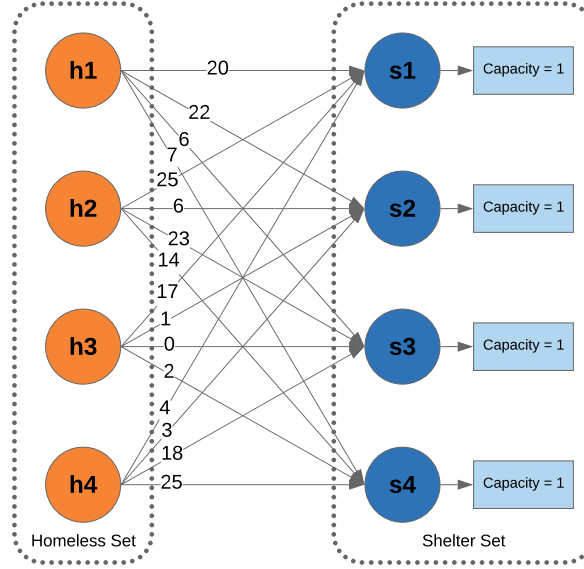 h1
20
s1
Capacity = 1
22
6
7
25
h2
6
s2
Capacity = 1
23
14
17
1
h3
0
s3
Capacity = 1
2
4
3
18
h4
25
s4
Capacity = 1
Homeless Set
Shelter Set